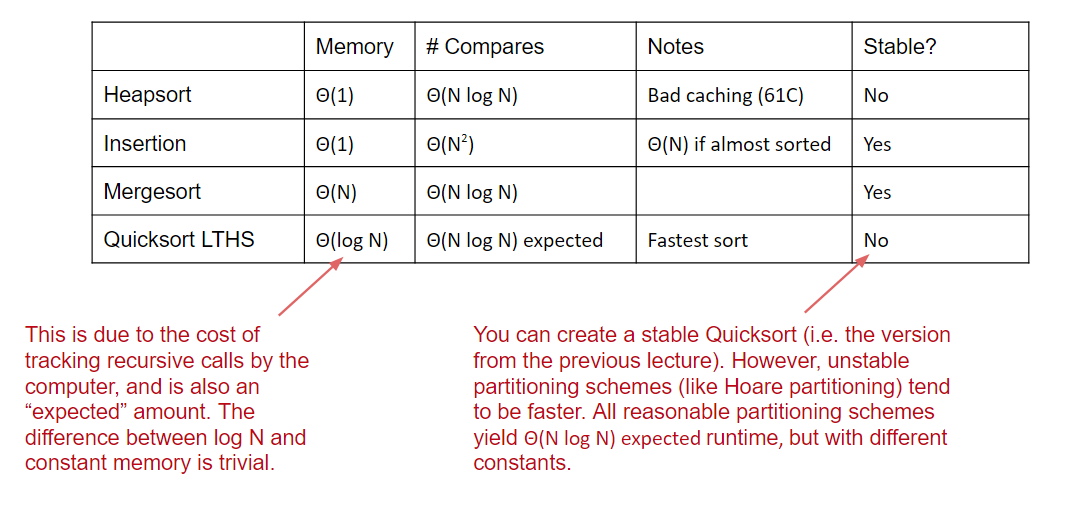 Memory # Compares Notes Stable?
Heapsort Θ(1) Θ(N log N) Bad caching (61C) No
Insertion Θ(1) Θ(N²) Θ(N) if almost sorted Yes
Mergesort Θ(N) Θ(N log N) Yes
Quicksort LTHS Θ(log N) Θ(N log N) expected Fastest sort No
This is due to the cost of
tracking recursive calls by the
computer, and is also an
“expected” amount. The
difference between log N and
constant memory is trivial.
You can create a stable Quicksort (i.e. the version
from the previous lecture). However, unstable
partitioning schemes (like Hoare partitioning) tend
to be faster. All reasonable partitioning schemes
yield Θ(N log N) expected runtime, but with different
constants.